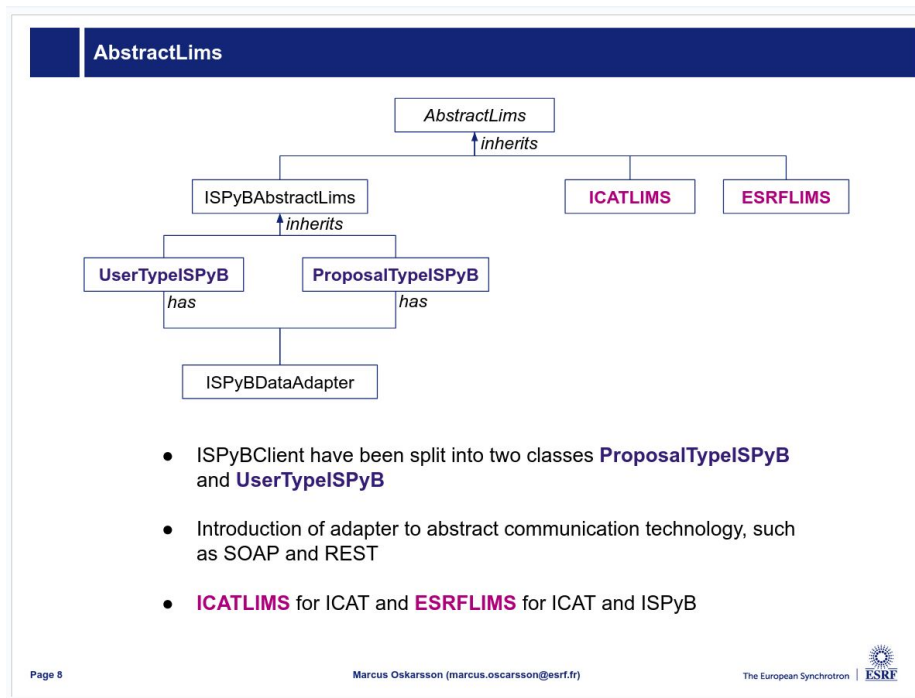 AbstractLims
AbstractLims
inherits
ISPyBAbstractLims
ICATLIMS
ESRFLIMS
inherits
UserTypeISPyB
ProposalTypeISPyB
has
has
ISPyBDataAdapter
● ISPyBClient have been split into two classes ProposalTypeISPyB
and UserTypeISPyB
● Introduction of adapter to abstract communication technology, such
as SOAP and REST
● ICATLIMS for ICAT and ESRFLIMS for ICAT and ISPyB
Page 8
Marcus Oskarsson (marcus.oscarsson@esrf.fr)
The European Synchrotron
ESRF